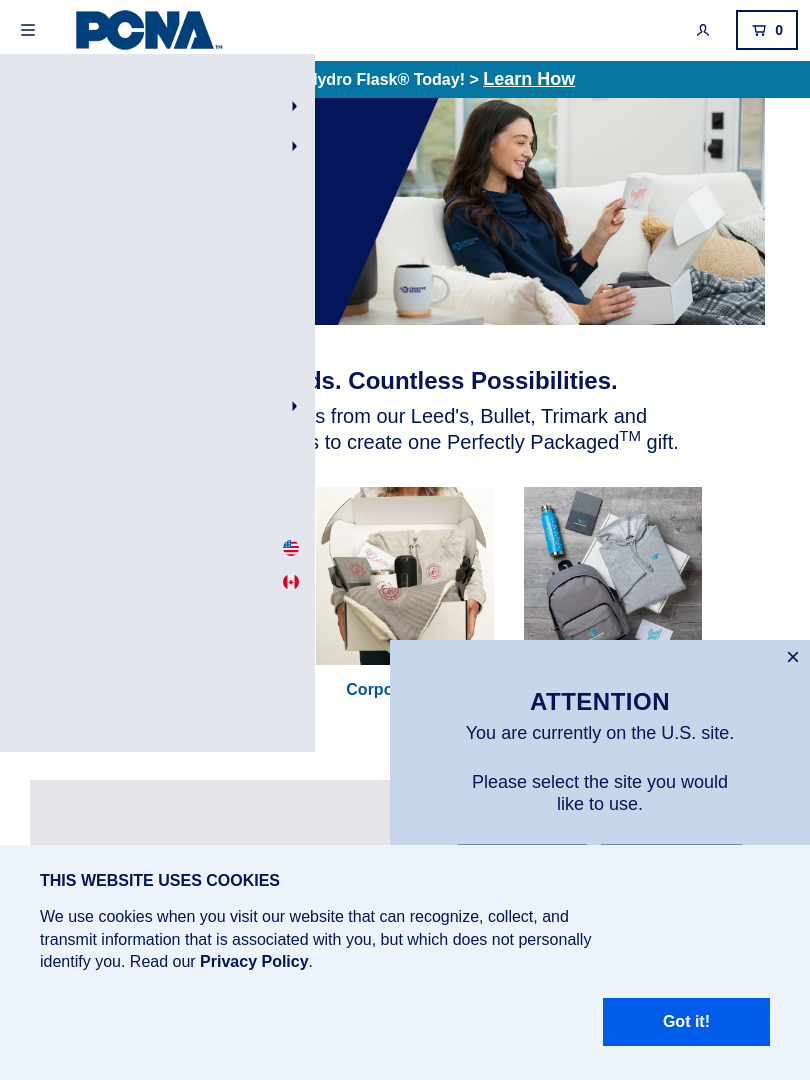 PCNA
0
Hydro Flask® Today! > Learn How
ds. Countless Possibilities.
s from our Leed's, Bullet, Trimark and
s to create one Perfectly Packaged™ gift.
Corpo
×
ATTENTION
You are currently on the U.S. site.
Please select the site you would
like to use.
THIS WEBSITE USES COOKIES
We use cookies when you visit our website that can recognize, collect, and
transmit information that is associated with you, but which does not personally
identify you. Read our Privacy Policy.
Got it!